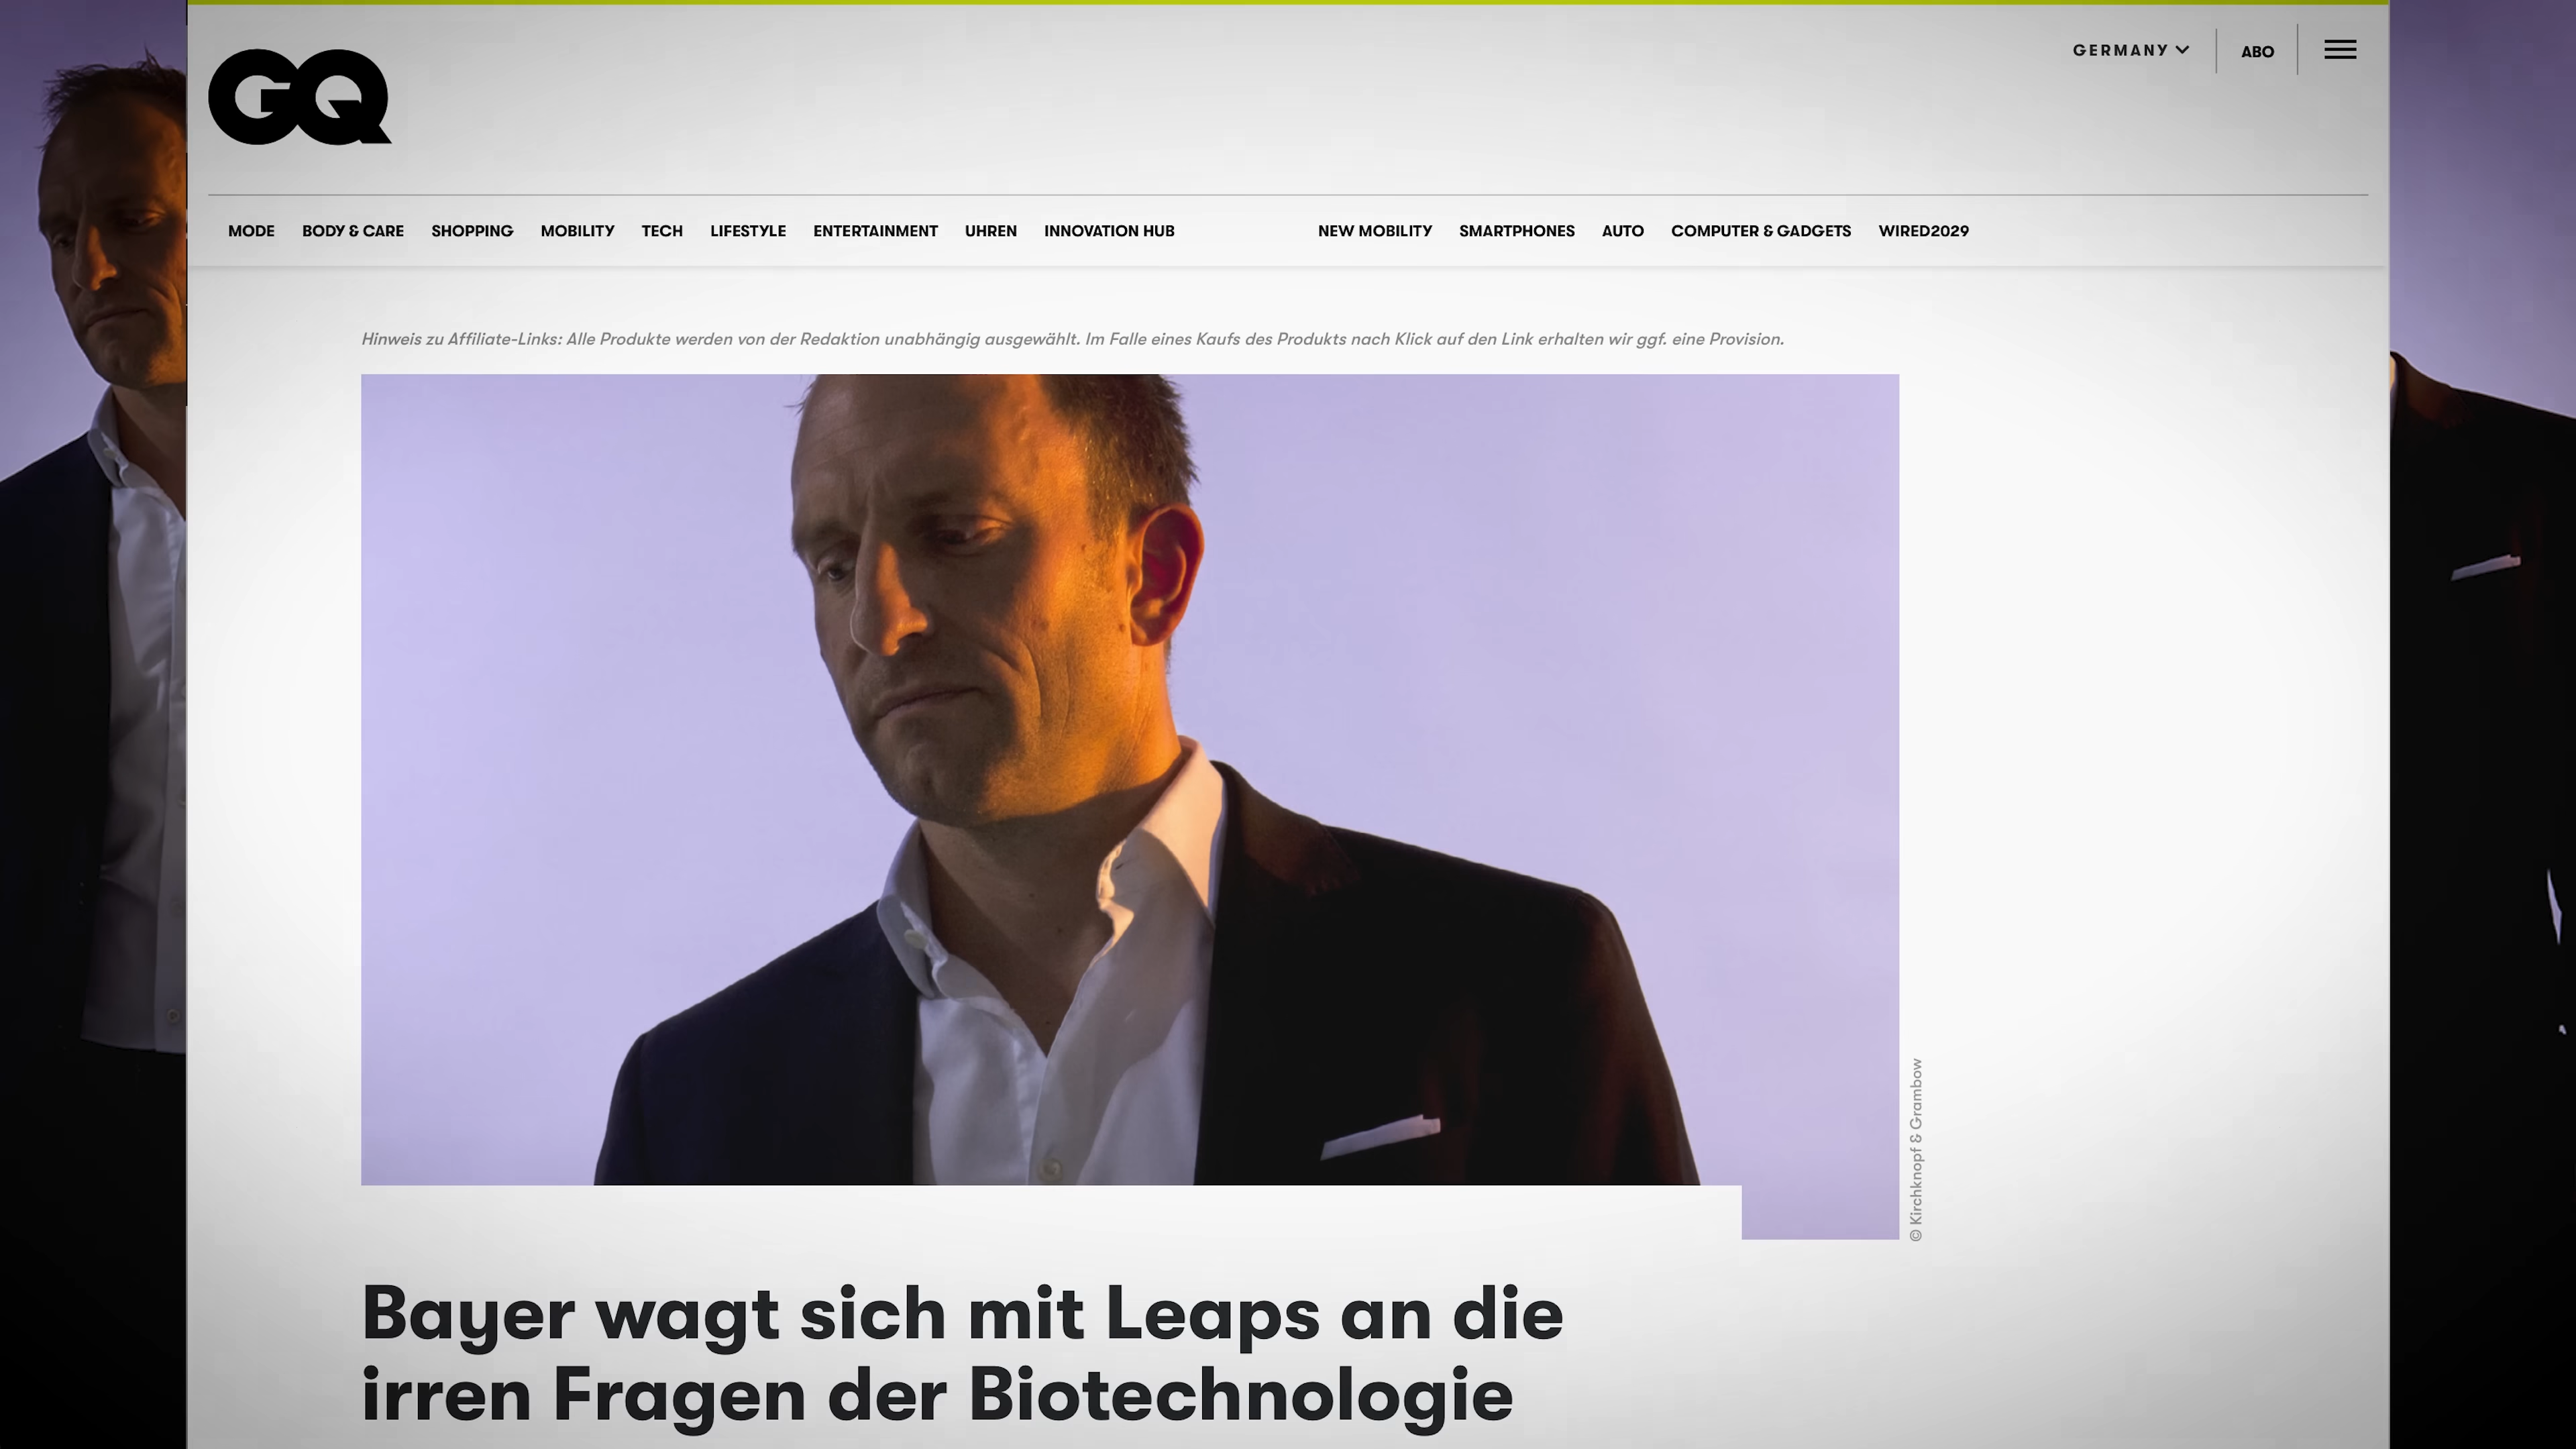 GQ
GERMANY
ABO
MODE BODY & CARE SHOPPING MOBILITY TECH LIFESTYLE ENTERTAINMENT UHREN INNOVATION HUB NEW MOBILITY SMARTPHONES AUTO COMPUTER & GADGETS WIRED2029
Hinweis zu Affiliate-Links: Alle Produkte werden von der Redaktion unabhängig ausgewählt. Im Falle eines Kaufs des Produkts nach Klick auf den Link erhalten wir ggf. eine Provision.
© Kirchknopf & Grambow
Bayer wagt sich mit Leaps an die
irren Fragen der Biotechnologie